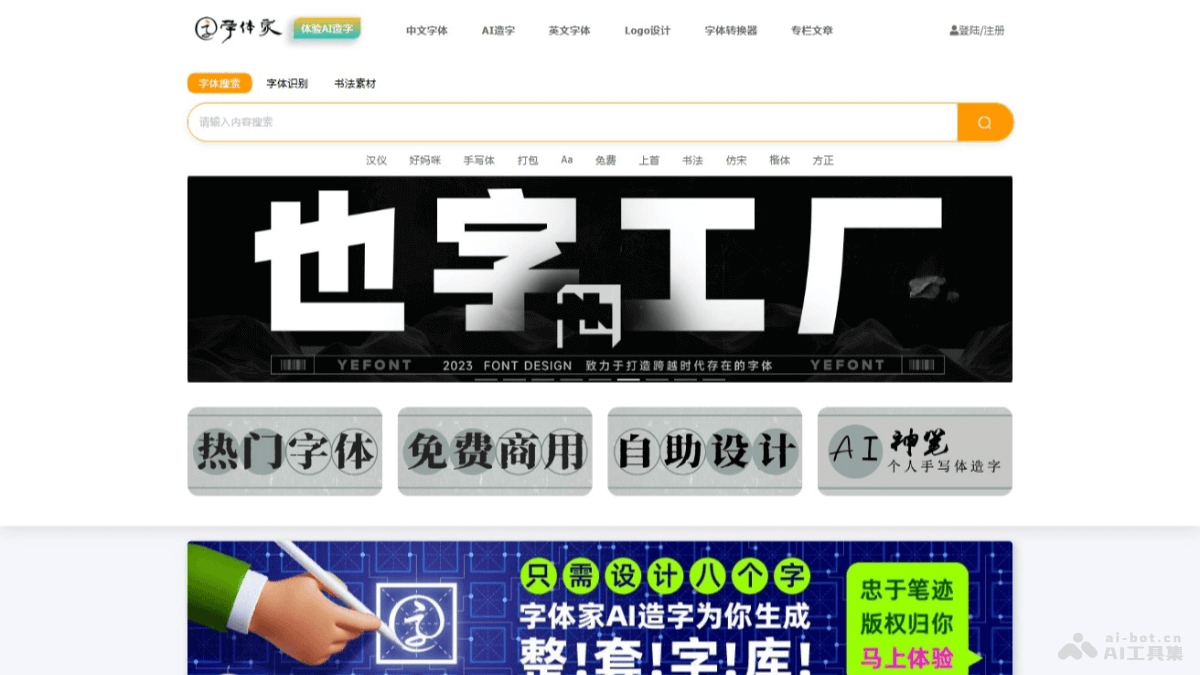 字体家 体验AI造字 中文字体 AI造字 英文字体 Logo设计 字体转换器 专栏文章 登陆/注册
字体搜索 字体识别 书法素材
请输入内容搜索
汉仪 好妈咪 手写体 打包 Aa 免费 上首 书法 仿宋 楷体 方正
也字工厂
YEFONT 2023 FONT DESIGN 致力于打造跨越时代存在的字体 YEFONT
热门字体 免费商用 自助设计 AI神笔
个人手写体造字
只需设计八个字
字体家AI造字为你生成
整!套!字!库!
字
忠于笔迹
版权归你
马上体验
ai-bot.cn
AI工具集